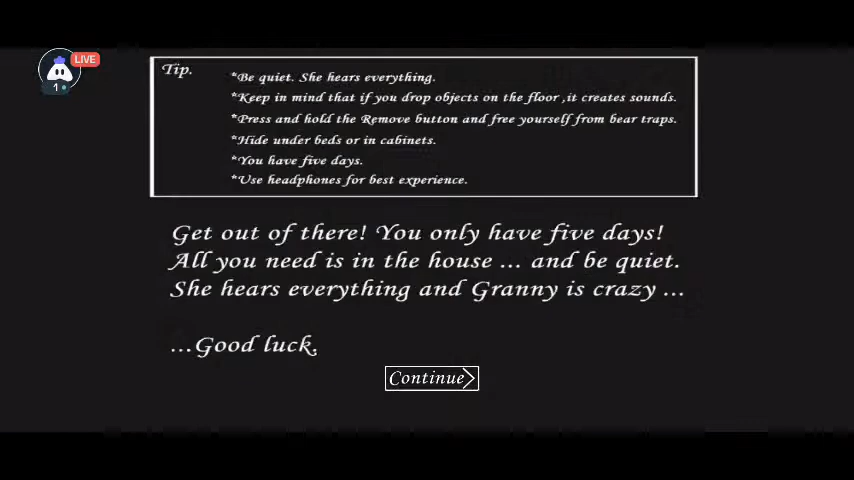 LIVE
1
Tip.
*Be quiet. She hears everything.
*Keep in mind that if you drop objects on the floor ,it creates sounds.
*Press and hold the Remove button and free yourself from bear traps.
*Hide under beds or in cabinets.
*You have five days.
*Use headphones for best experience.
Get out of there! You only have five days!
All you need is in the house ... and be quiet.
She hears everything and Granny is crazy ...
...Good luck.
Continue